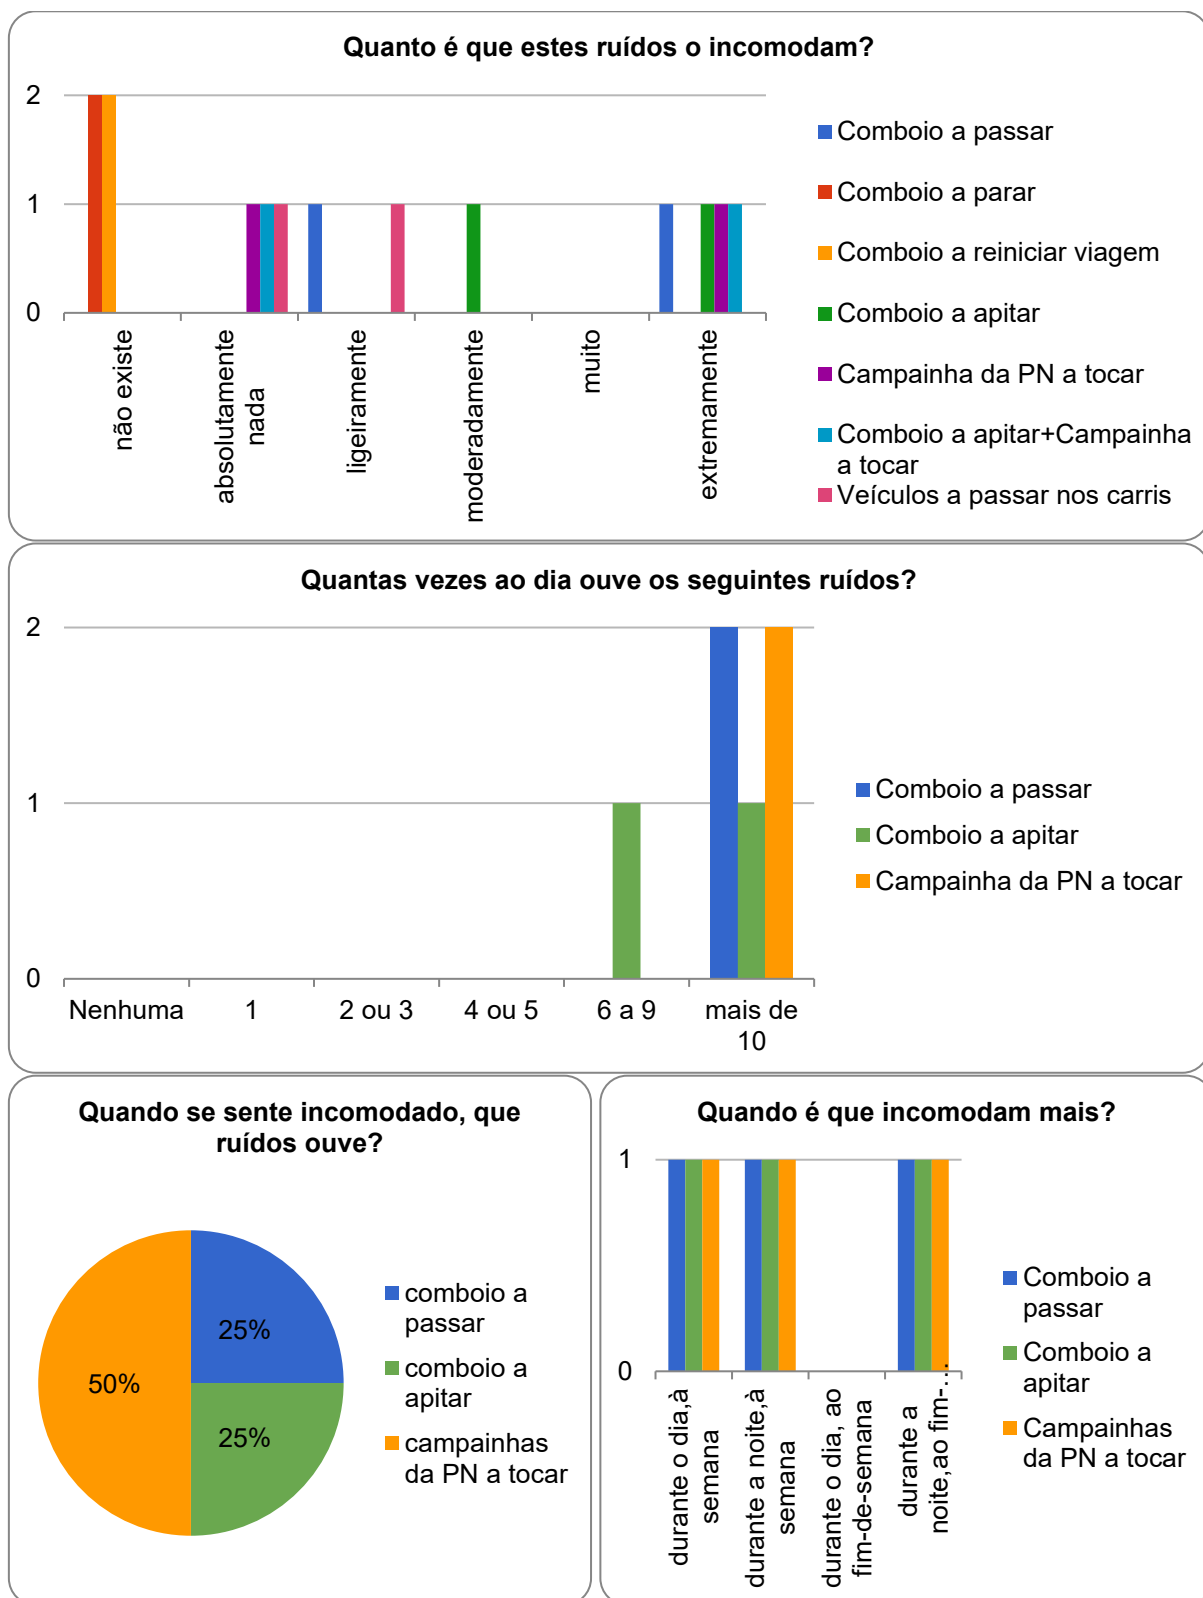 Quanto é que estes ruídos o incomodam?
2
1
0
não existe
absolutamente
nada
ligeiramente
moderadamente
muito
extremamente
Comboio a passar
Comboio a parar
Comboio a reiniciar viagem
Comboio a apitar
Campainha da PN a tocar
Comboio a apitar+Campainha
a tocar
Veículos a passar nos carris
Quantas vezes ao dia ouve os seguintes ruídos?
2
1
0
Nenhuma
1
2 ou 3
4 ou 5
6 a 9
mais de
10
Comboio a passar
Comboio a apitar
Campainha da PN a tocar
Quando se sente incomodado, que
ruídos ouve?
25%
25%
50%
comboio a
passar
comboio a
apitar
campainhas
da PN a tocar
Quando é que incomodam mais?
1
0
durante o dia,à
semana
durante a noite,à
semana
durante o dia, ao
fim-de-semana
durante a
noite,ao fim-…
Comboio a
passar
Comboio a
apitar
Campainhas
da PN a tocar